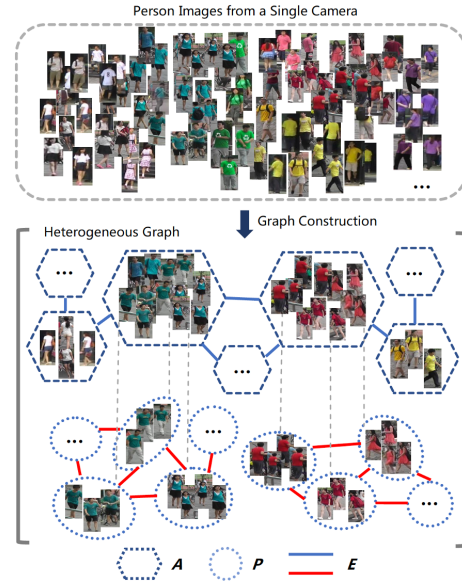 Person Images from a Single Camera
...
Graph Construction
Heterogeneous Graph
...
...
...
...
...
...
A
P
E